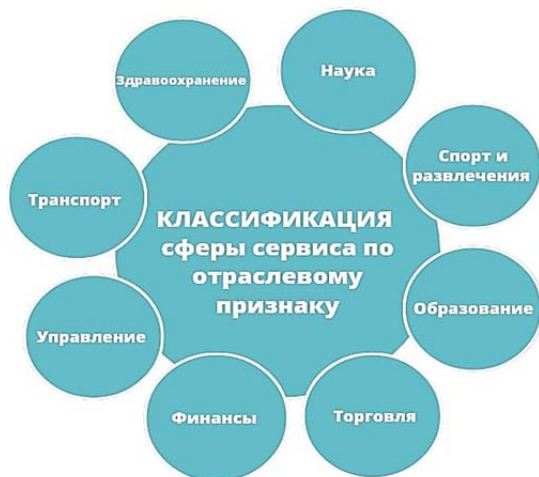 Здравоохранение
Наука
Спорт и
развлечения
Транспорт
КЛАССИФИКАЦИЯ
сферы сервиса по
отраслевому
признаку
Образование
Управление
Финансы
Торговля